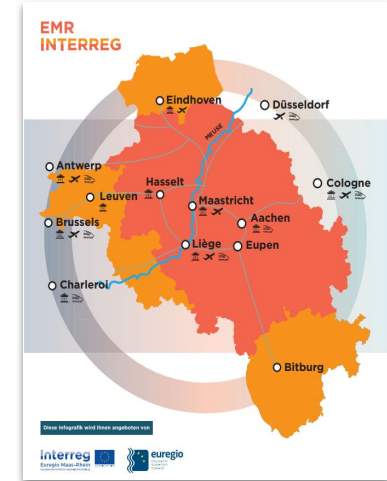 EMR
INTERREG
Eindhoven
Düsseldorf
MEUSE
Antwerp
Leuven
Hasselt
Maastricht
Cologne
Brussels
Aachen
Liège
Eupen
Charleroi
Bitburg
Diese Infografik wird Ihnen angeboten von
Interreg
Euregio Maas-Rhein
euregio